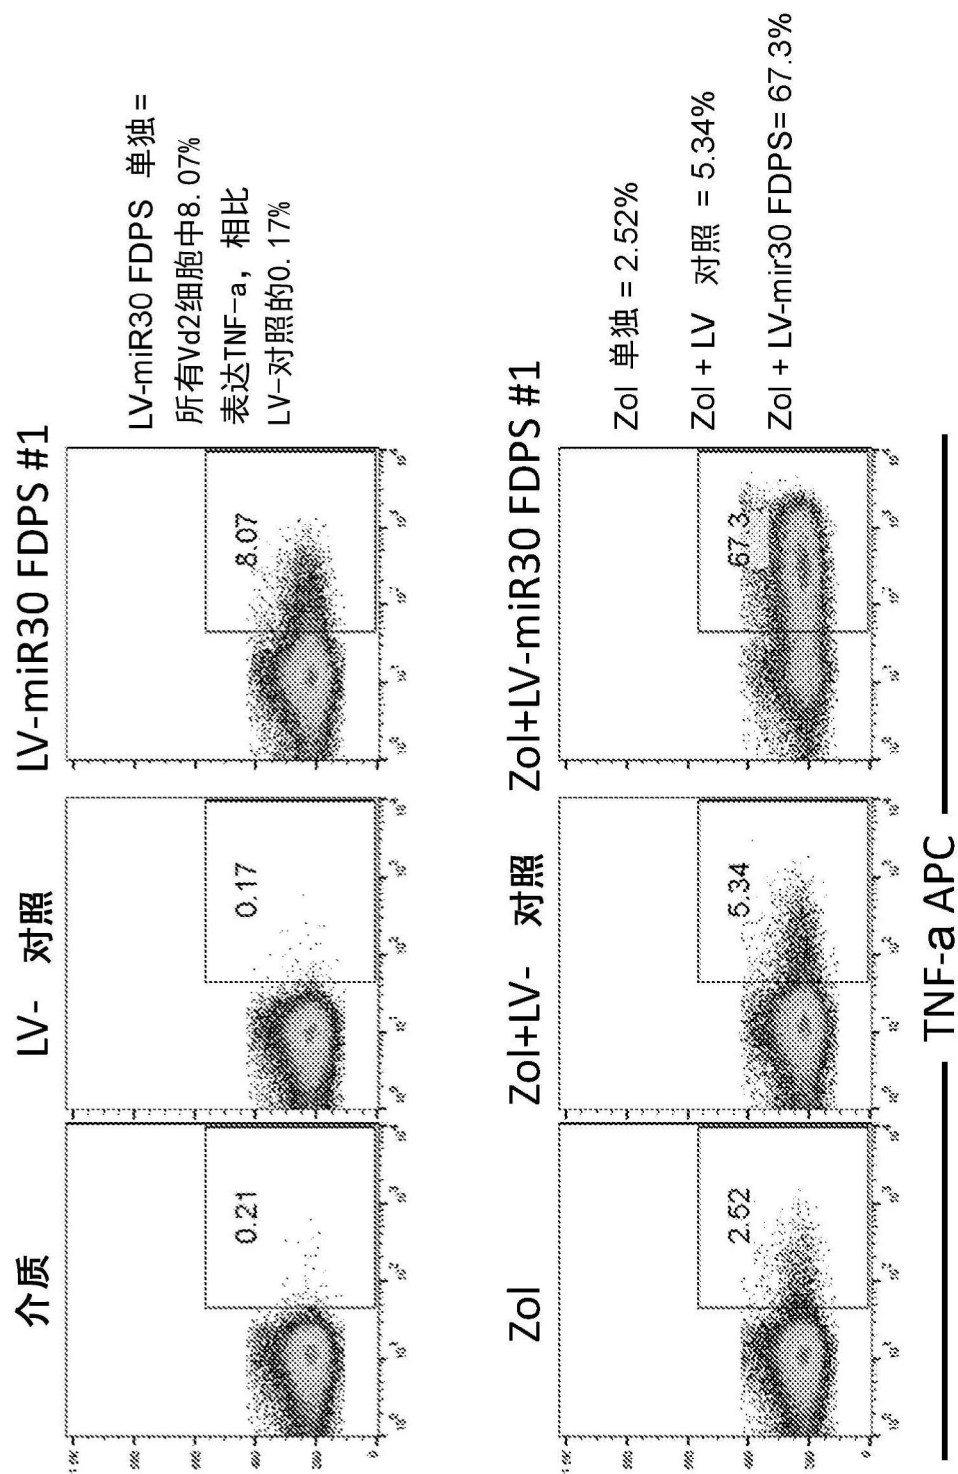 介质
LV- 对照
LV-miR30 FDPS #1
0.21
0.17
8.07
LV-miR30 FDPS 单独=
所有Vd2细胞中8.07%
表达TNF-a, 相比
LV-对照的0.17%
Zol
Zol+LV- 对照
Zol+LV-miR30 FDPS #1
2.52
5.34
67.3
Zol 单独 = 2.52%
Zol + LV 对照 = 5.34%
Zol + LV-mir30 FDPS= 67.3%
TNF-a APC